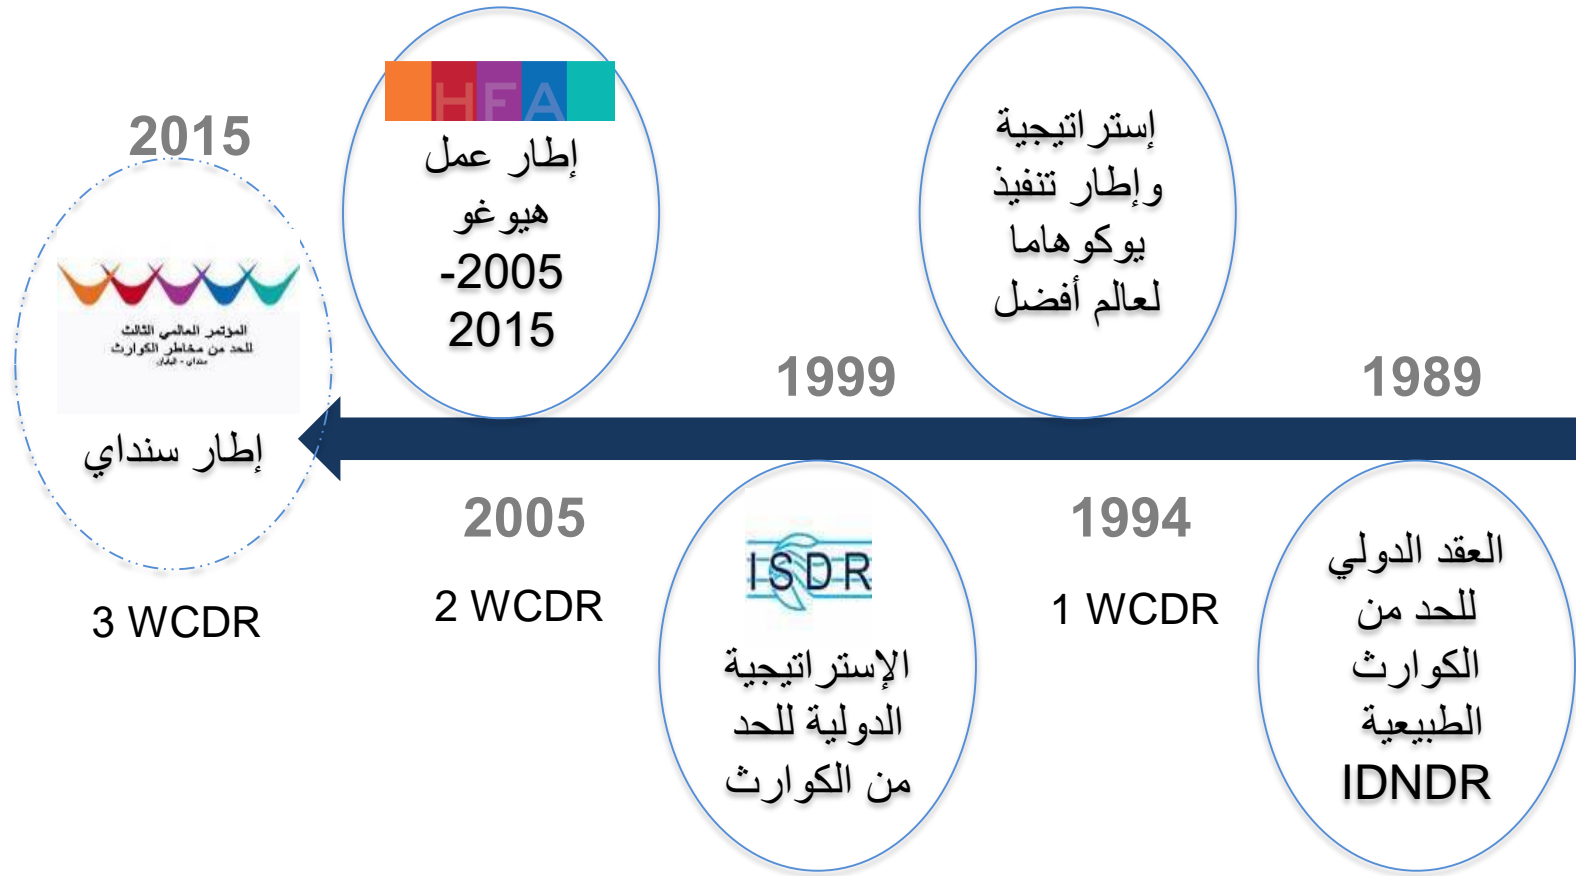 1989
العقد الدولي
للحد من
الكوارث
الطبيعية
IDNDR
إستراتيجية
وإطار تنفيذ
يوكوهاما
لعالم أفضل
1994
1 WCDR
1999
ISDR
الإستراتيجية
الدولية للحد
من الكوارث
HFA
إطار عمل
هيوغو
-2005
2015
2005
2 WCDR
2015
المؤتمر العالمي الثالث
للحد من مخاطر الكوارث
سنداي - اليابان
إطار سنداي
3 WCDR